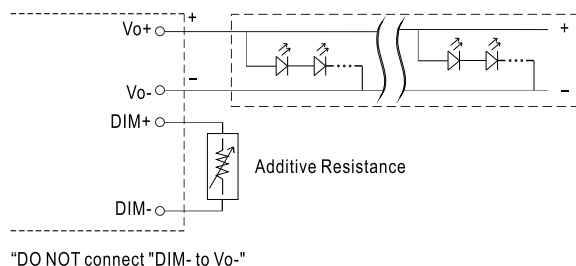 Vo+
+
+
Vo-
−
−
DIM+
Additive Resistance
DIM-
"DO NOT connect "DIM- to Vo-"